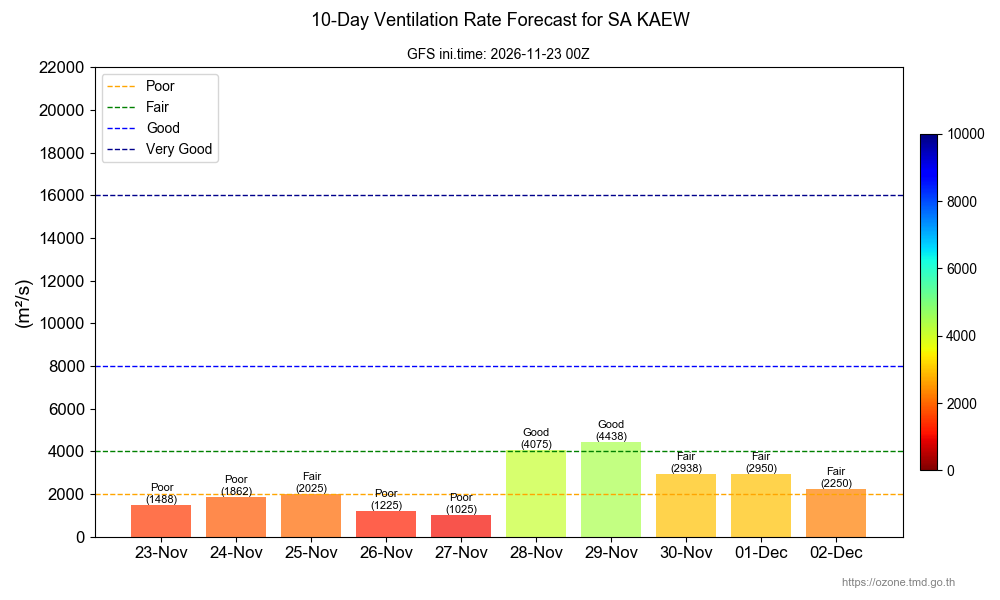 10-Day Ventilation Rate Forecast for SA KAEW
GFS ini.time: 2026-11-23 00Z
22000
20000
18000
16000
14000
12000
10000
8000
6000
4000
2000
0
(m²/s)
Poor
Fair
Good
Very Good
Poor
(1488)
Poor
(1862)
Fair
(2025)
Poor
(1225)
Poor
(1025)
Good
(4075)
Good
(4438)
Fair
(2938)
Fair
(2950)
Fair
(2250)
23-Nov 24-Nov 25-Nov 26-Nov 27-Nov 28-Nov 29-Nov 30-Nov 01-Dec 02-Dec
10000
8000
6000
4000
2000
0
https://ozone.tmd.go.th